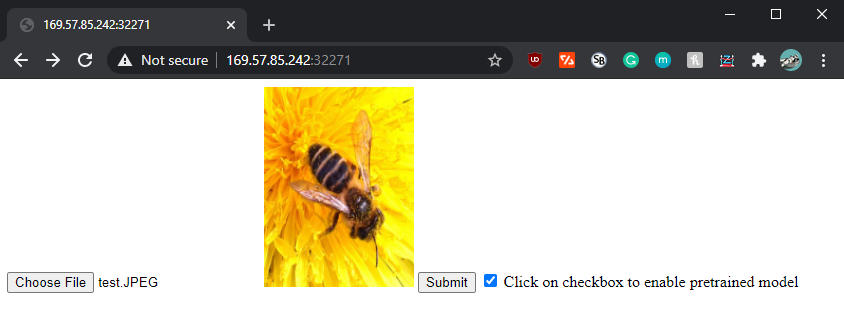 169.57.85.242:32271
Not secure 169.57.85.242:32271
Choose File test.JPEG Submit Click on checkbox to enable pretrained model